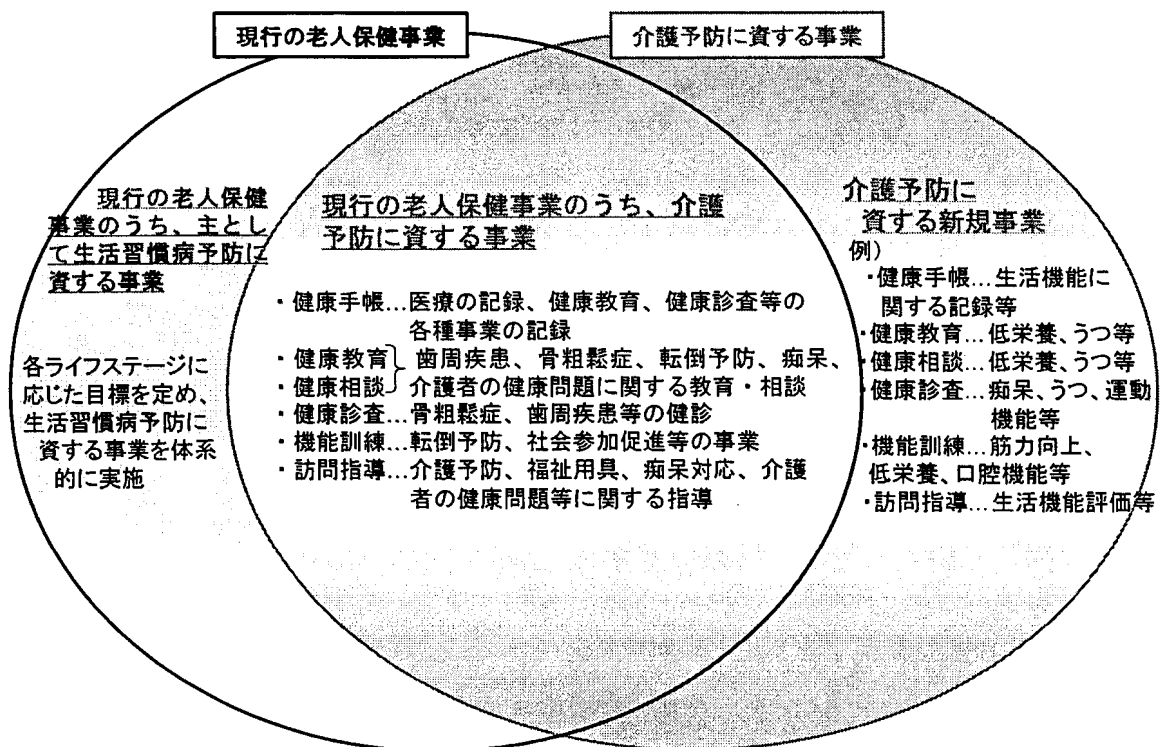 現行の老人保健事業
介護予防に資する事業
現行の老人保健
事業のうち、主とし
て生活習慣病予防に
資する事業
各ライフステージに
応じた目標を定め、
生活習慣病予防に
資する事業を体系
的に実施
現行の老人保健事業のうち、介護
予防に資する事業
・健康手帳…医療の記録、健康教育、健康診査等の
各種事業の記録
・健康教育 歯周疾患、骨粗鬆症、転倒予防、痴呆、
・健康相談 介護者の健康問題に関する教育・相談
・健康診査…骨粗鬆症、歯周疾患等の健診
・機能訓練…転倒予防、社会参加促進等の事業
・訪問指導…介護予防、福祉用具、痴呆対応、介護
者の健康問題等に関する指導
介護予防に
資する新規事業
例)
・健康手帳…生活機能に
関する記録等
・健康教育…低栄養、うつ等
・健康相談…低栄養、うつ等
・健康診査…痴呆、うつ、運動
機能等
・機能訓練…筋力向上、
低栄養、口腔機能等
・訪問指導…生活機能評価等